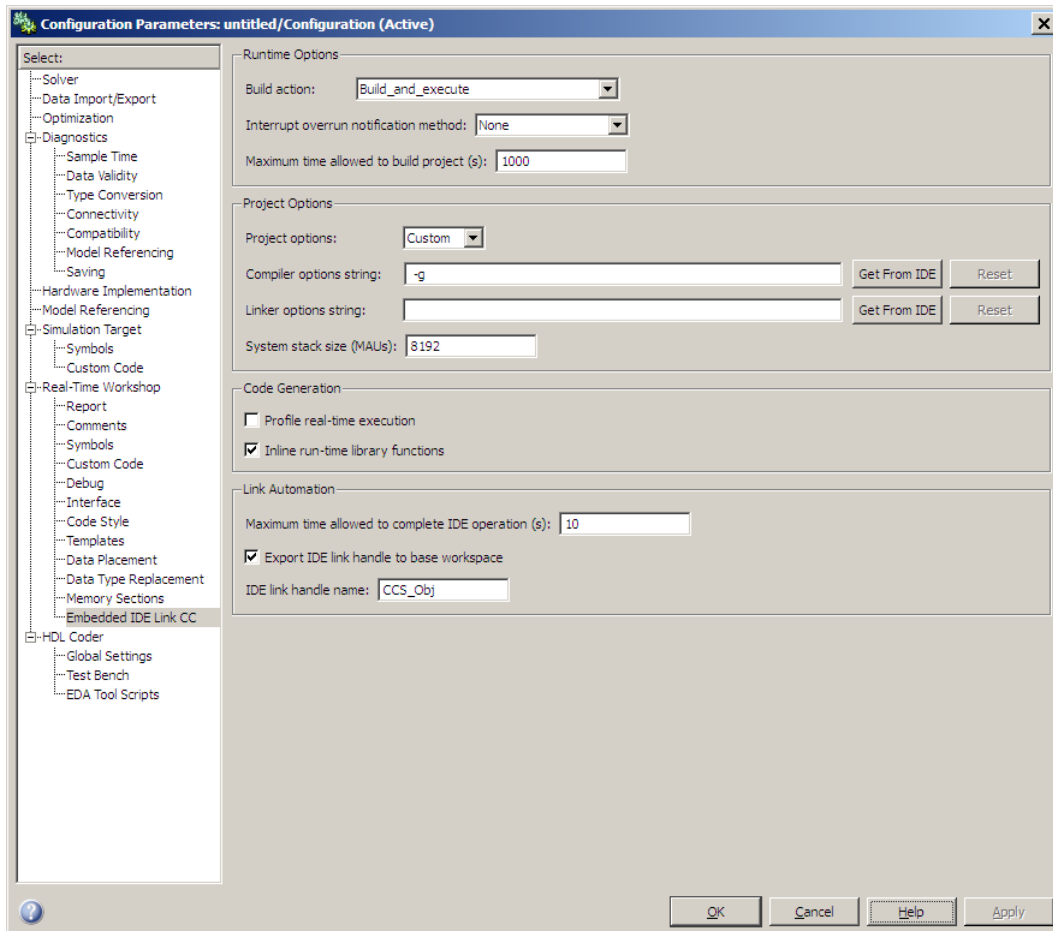 Configuration Parameters: untitled/Configuration (Active)
Select:
Solver
Data Import/Export
Optimization
Diagnostics
Sample Time
Data Validity
Type Conversion
Connectivity
Compatibility
Model Referencing
Saving
Hardware Implementation
Model Referencing
Simulation Target
Symbols
Custom Code
Real-Time Workshop
Report
Comments
Symbols
Custom Code
Debug
Interface
Code Style
Templates
Data Placement
Data Type Replacement
Memory Sections
Embedded IDE Link CC
HDL Coder
Global Settings
Test Bench
EDA Tool Scripts
Runtime Options
Build action: Build_and_execute
Interrupt overrun notification method: None
Maximum time allowed to build project (s): 1000
Project Options
Project options: Custom
Compiler options string: -g Get From IDE Reset
Linker options string: Get From IDE Reset
System stack size (MAUs): 8192
Code Generation
Profile real-time execution
Inline run-time library functions
Link Automation
Maximum time allowed to complete IDE operation (s): 10
Export IDE link handle to base workspace
IDE link handle name: CCS_Obj
OK Cancel Help Apply